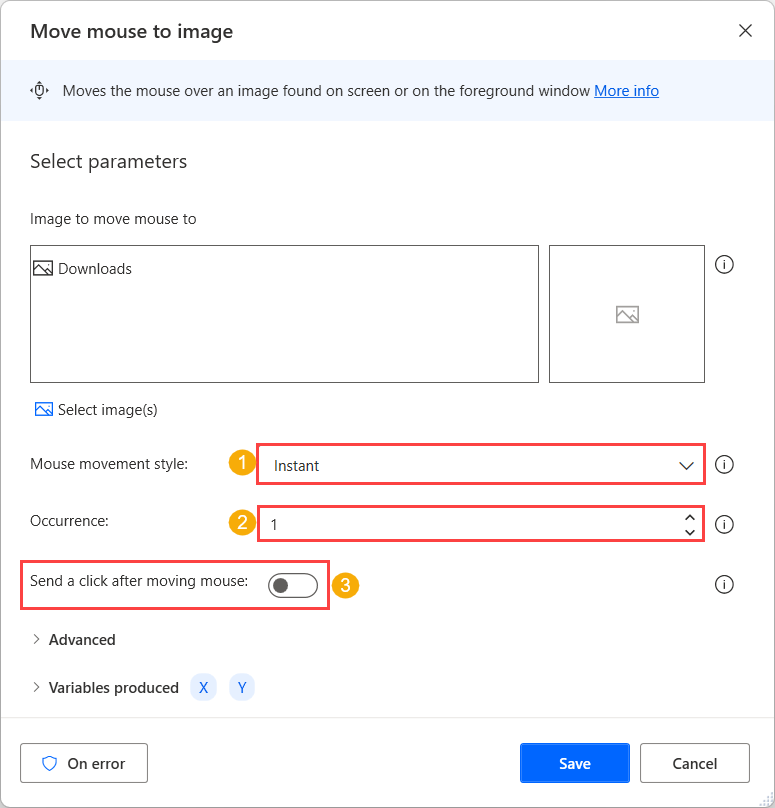 Move mouse to image
Moves the mouse over an image found on screen or on the foreground window More info
Select parameters
Image to move mouse to
Downloads
Select image(s)
Mouse movement style:
1
Instant
Occurrence:
2
1
Send a click after moving mouse:
3
Advanced
Variables produced X Y
On error
Save
Cancel